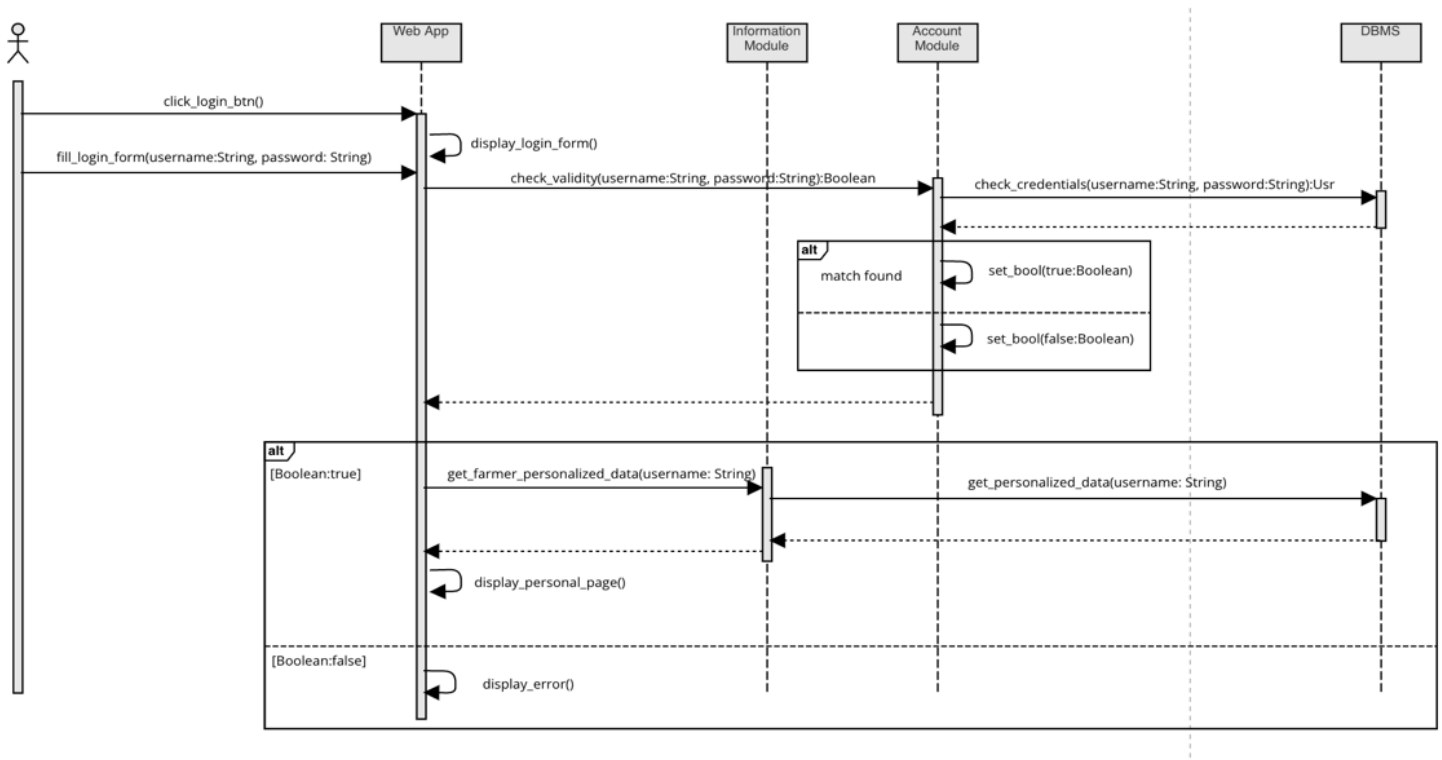 Web App
Information
Module
Account
Module
DBMS
click_login_btn()
display_login_form()
fill_login_form(username:String, password: String)
check_validity(username:String, password:String):Boolean
check_credentials(username:String, password:String):Usr
alt
match found
set_bool(true:Boolean)
set_bool(false:Boolean)
alt
[Boolean:true]
get_farmer_personalized_data(username: String)
get_personalized_data(username: String)
display_personal_page()
[Boolean:false]
display_error()